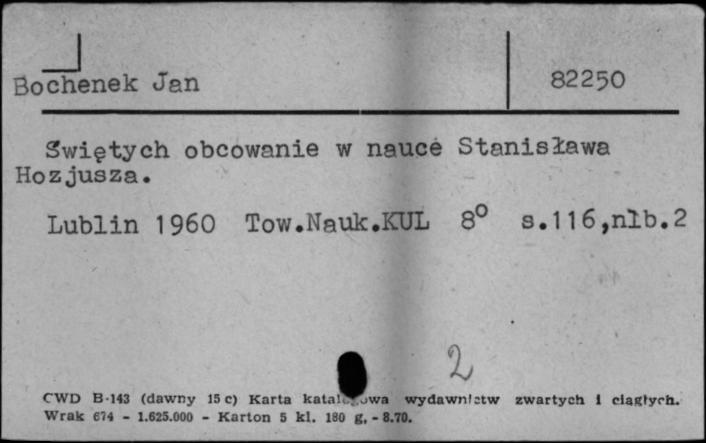 Bochenek Jan 82250
Świętych obcowanie w nauce Stanisława
Hozjusza.
Lublin 1960 Tow.Nauk.KUL 8° s.116,nlb.2
2
CWD B-143 (dawny 15 c) Karta katalogowa wydawnictw zwartych i ciągłych.
Wrak 674 - 1.625.000 - Karton 5 kl. 180 g. - 8.70.